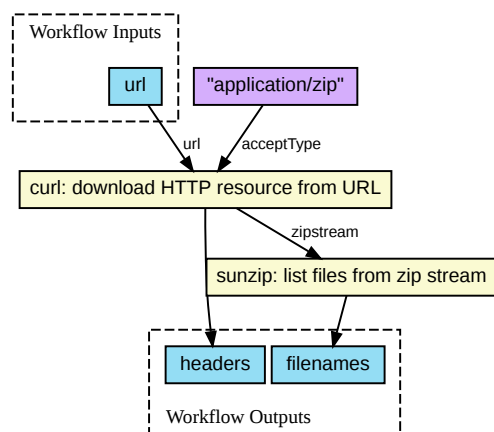 Workflow Inputs
url
"application/zip"
url
acceptType
curl: download HTTP resource from URL
zipstream
sunzip: list files from zip stream
headers
filenames
Workflow Outputs